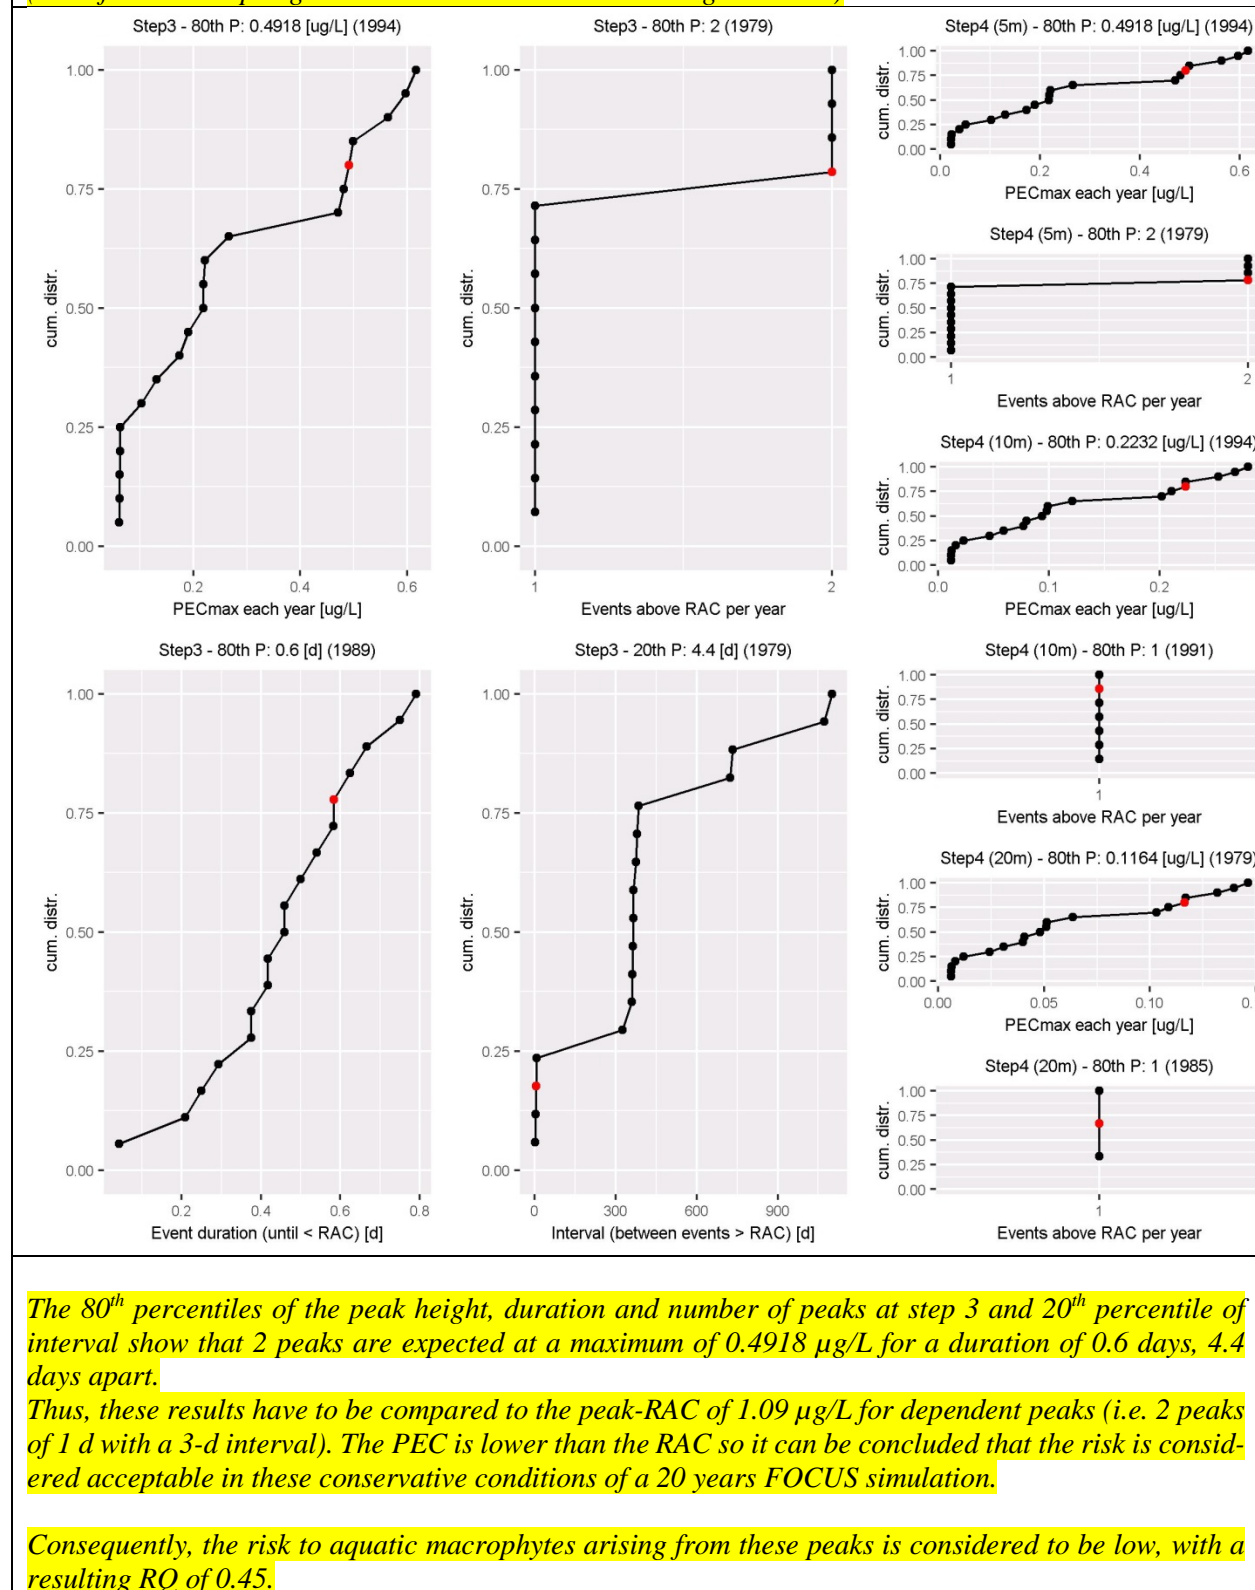 Step3 - 80th P: 0.4918 [ug/L] (1994)
1.00
0.75
0.50
0.25
0.00
cum. distr.
0.2
0.4
0.6
PECmax each year [ug/L]
Step3 - 80th P: 2 (1979)
1.00
0.75
0.50
0.25
0.00
cum. distr.
1
2
Events above RAC per year
Step4 (5m) - 80th P: 0.4918 [ug/L] (1994)
1.00
0.75
0.50
0.25
0.00
cum. distr.
0.0
0.2
0.4
0.6
PECmax each year [ug/L]
Step4 (5m) - 80th P: 2 (1979)
1.00
0.75
0.50
0.25
0.00
cum. distr.
1
2
Events above RAC per year
Step4 (10m) - 80th P: 0.2232 [ug/L] (1994)
1.00
0.75
0.50
0.25
0.00
cum. distr.
0.0
0.1
0.2
PECmax each year [ug/L]
Step3 - 80th P: 0.6 [d] (1989)
1.00
0.75
0.50
0.25
0.00
cum. distr.
0.2
0.4
0.6
0.8
Event duration (until < RAC) [d]
Step3 - 20th P: 4.4 [d] (1979)
1.00
0.75
0.50
0.25
0.00
cum. distr.
0
300
600
900
Interval (between events > RAC) [d]
Step4 (10m) - 80th P: 1 (1991)
1.00
0.75
0.50
0.25
0.00
cum. distr.
1
Events above RAC per year
Step4 (20m) - 80th P: 0.1164 [ug/L] (1979)
1.00
0.75
0.50
0.25
0.00
cum. distr.
0.00
0.05
0.10
PECmax each year [ug/L]
Step4 (20m) - 80th P: 1 (1985)
1.00
0.75
0.50
0.25
0.00
cum. distr.
1
Events above RAC per year
The 80th percentiles of the peak height, duration and number of peaks at step 3 and 20th percentile of
interval show that 2 peaks are expected at a maximum of 0.4918 µg/L for a duration of 0.6 days, 4.4
days apart.
Thus, these results have to be compared to the peak-RAC of 1.09 µg/L for dependent peaks (i.e. 2 peaks
of 1 d with a 3-d interval). The PEC is lower than the RAC so it can be concluded that the risk is consid-
ered acceptable in these conservative conditions of a 20 years FOCUS simulation.
Consequently, the risk to aquatic macrophytes arising from these peaks is considered to be low, with a
resulting RQ of 0.45.